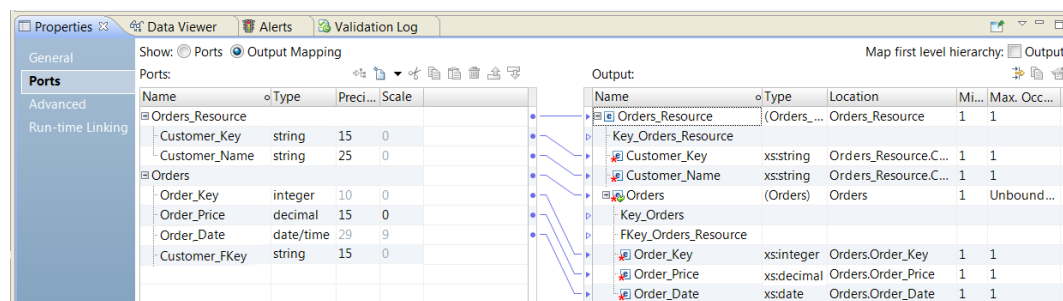 Properties Data Viewer Alerts Validation Log
General
Ports
Advanced
Run-time Linking
Show: Ports Output Mapping Map first level hierarchy: Output
Ports:
Name Type Preci... Scale
Orders_Resource
Customer_Key string 15 0
Customer_Name string 25 0
Orders
Order_Key integer 10 0
Order_Price decimal 15 0
Order_Date date/time 29 9
Customer_FKey string 15 0
Output:
Name Type Location Mi... Max. Occ...
Orders_Resource (Orders_... Orders_Resource 1 1
Key_Orders_Resource
Customer_Key xs:string Orders_Resource.C... 1 1
Customer_Name xs:string Orders_Resource.C... 1 1
Orders (Orders) Orders 1 Unbound...
Key_Orders
FKey_Orders_Resource
Order_Key xs:integer Orders.Order_Key 1 1
Order_Price xs:decimal Orders.Order_Price 1 1
Order_Date xs:date Orders.Order_Date 1 1